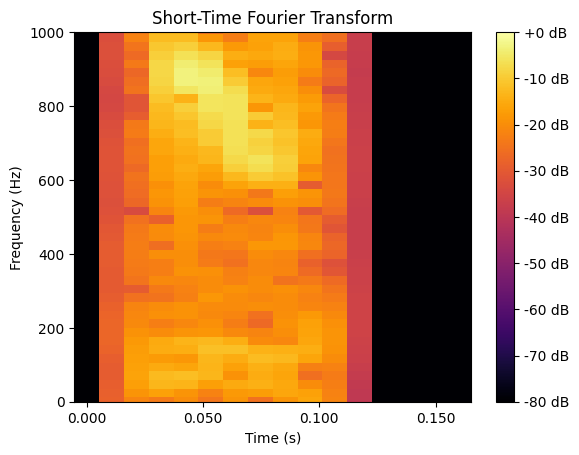 Short-Time Fourier Transform
1000
800
600
400
200
0
Frequency (Hz)
0.000
0.050
0.100
0.150
Time (s)
+0 dB
-10 dB
-20 dB
-30 dB
-40 dB
-50 dB
-60 dB
-70 dB
-80 dB